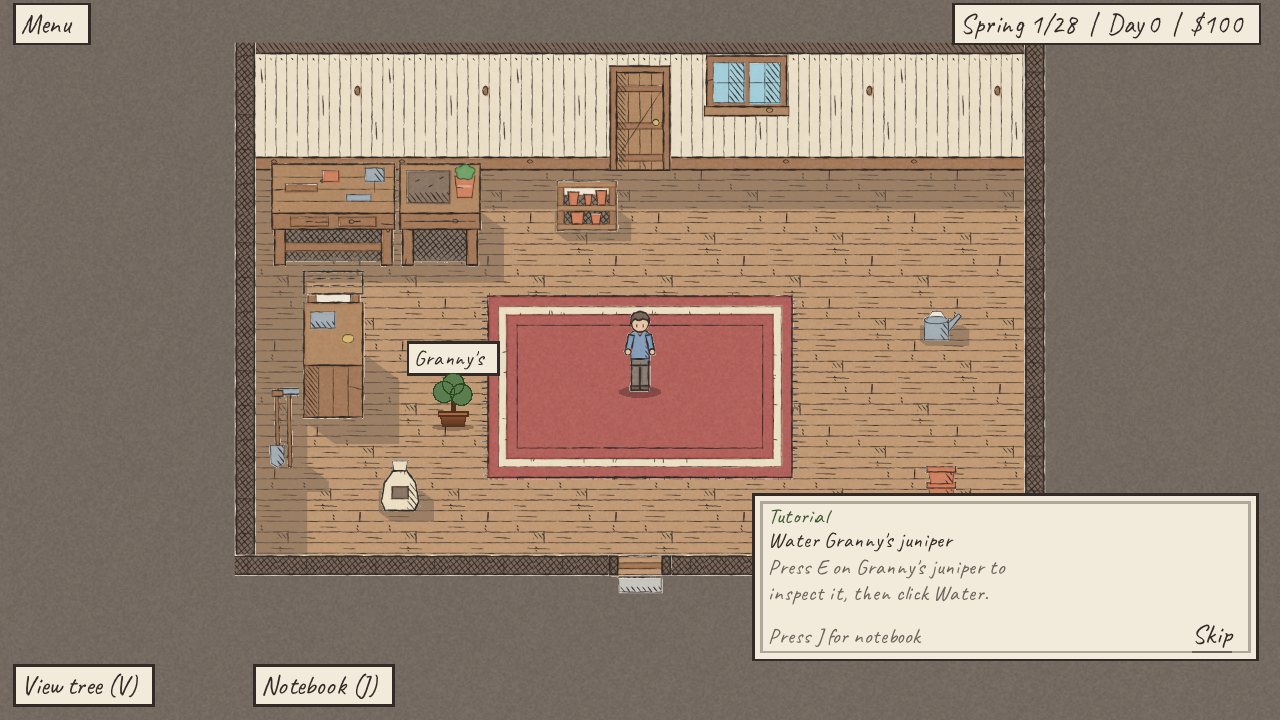 Menu
Spring 1/28 | Day 0 | $100
Granny's
Tutorial
Water Granny's juniper
Press E on Granny's juniper to
inspect it, then click Water.
Press J for notebook
Skip
View tree (V)
Notebook (J)